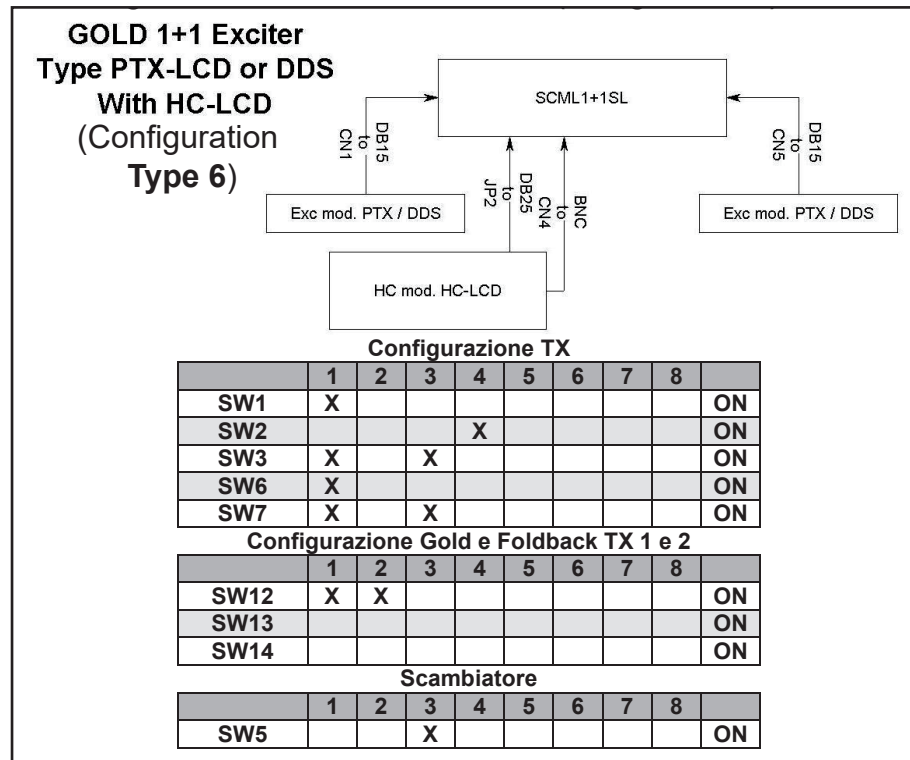 GOLD 1+1 Exciter
Type PTX-LCD or DDS
With HC-LCD
(Configuration
Type 6)
SCML1+1SL
DB15
to
CN1
DB25
to
JP2
BNC
to
CN4
DB15
to
CN5
Exc mod. PTX / DDS
Exc mod. PTX / DDS
HC mod. HC-LCD
Configurazione TX
1 2 3 4 5 6 7 8
SW1 X ON
SW2 X ON
SW3 X X ON
SW6 X ON
SW7 X X ON
Configurazione Gold e Foldback TX 1 e 2
1 2 3 4 5 6 7 8
SW12 X X ON
SW13 ON
SW14 ON
Scambiatore
1 2 3 4 5 6 7 8
SW5 X ON